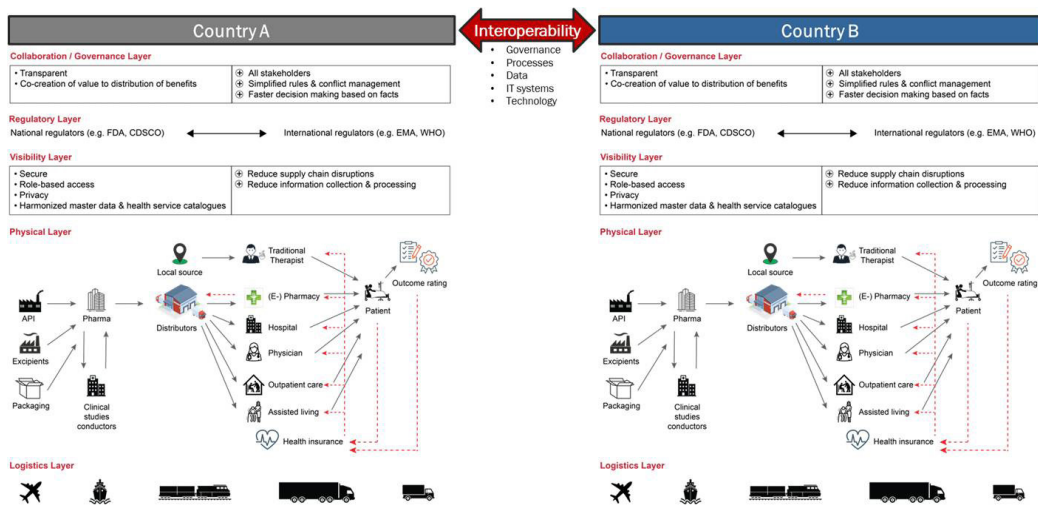 Country A
Collaboration / Governance Layer
• Transparent
• Co-creation of value to distribution of benefits
⊕ All stakeholders
⊕ Simplified rules & conflict management
⊕ Faster decision making based on facts
Regulatory Layer
National regulators (e.g. FDA, CDSCO)
International regulators (e.g. EMA, WHO)
Visibility Layer
• Secure
• Role-based access
• Privacy
• Harmonized master data & health service catalogues
⊕ Reduce supply chain disruptions
⊕ Reduce information collection & processing
Physical Layer
Local source
Traditional
Therapist
Outcome rating
API
Pharma
Distributors
(E-) Pharmacy
Patient
Hospital
Excipients
Physician
Packaging
Clinical
studies
conductors
Outpatient care
Assisted living
Health insurance
Logistics Layer
Interoperability
• Governance
• Processes
• Data
• IT systems
• Technology
Country B
Collaboration / Governance Layer
• Transparent
• Co-creation of value to distribution of benefits
⊕ All stakeholders
⊕ Simplified rules & conflict management
⊕ Faster decision making based on facts
Regulatory Layer
National regulators (e.g. FDA, CDSCO)
International regulators (e.g. EMA, WHO)
Visibility Layer
• Secure
• Role-based access
• Privacy
• Harmonized master data & health service catalogues
⊕ Reduce supply chain disruptions
⊕ Reduce information collection & processing
Physical Layer
Local source
Traditional
Therapist
Outcome rating
API
Pharma
Distributors
(E-) Pharmacy
Patient
Hospital
Excipients
Physician
Packaging
Clinical
studies
conductors
Outpatient care
Assisted living
Health insurance
Logistics Layer